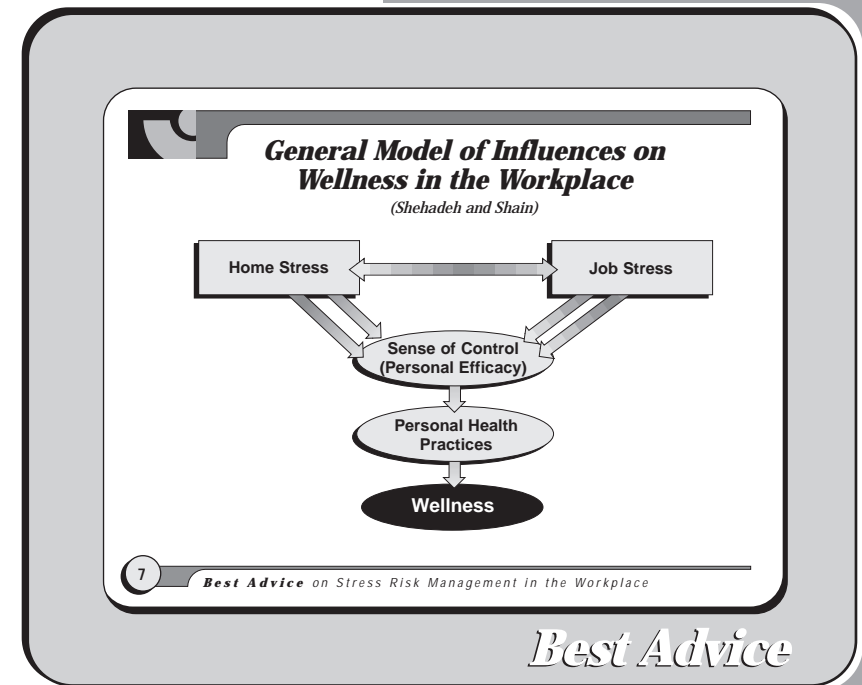 General Model of Influences on
Wellness in the Workplace
(Shehadeh and Shain)
Home Stress
Job Stress
Sense of Control
(Personal Efficacy)
Personal Health
Practices
Wellness
7
Best Advice on Stress Risk Management in the Workplace
Best Advice